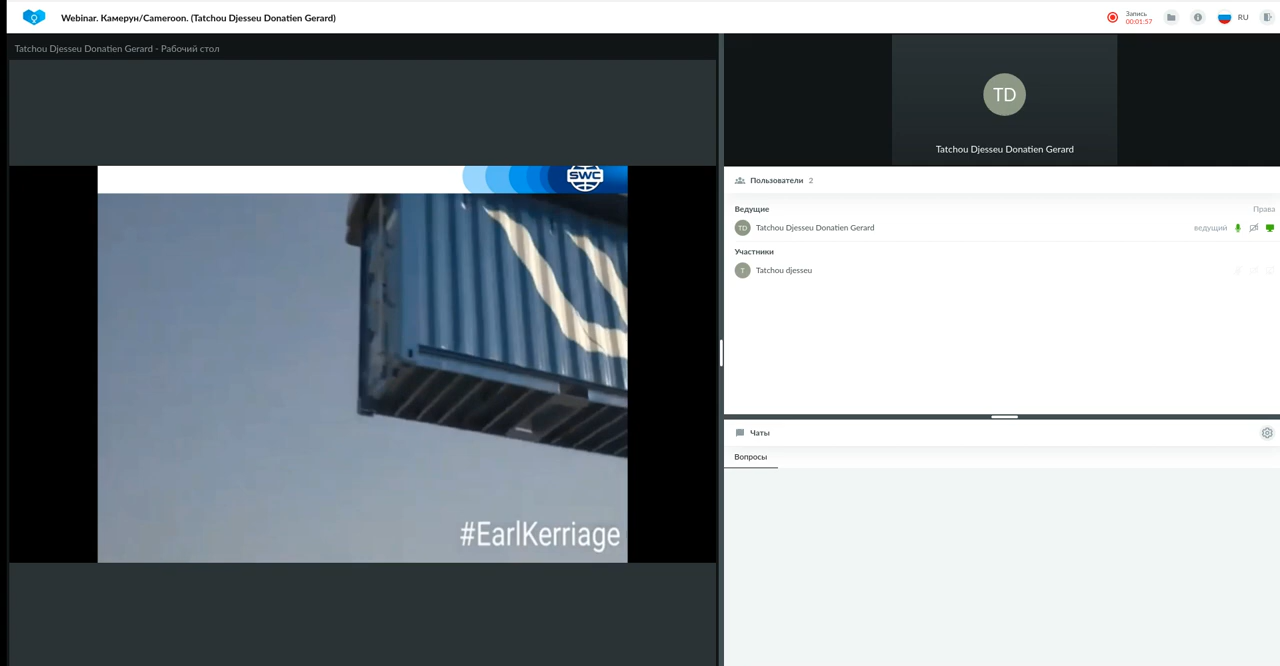 Webinar. Камерун/Cameroon. (Tatchou Djesseu Donatien Gerard)
Запись
00:01:57
RU
Tatchou Djesseu Donatien Gerard - Рабочий стол
SWC
#EarlKerriage
TD
Tatchou Djesseu Donatien Gerard
Пользователи 2
Ведущие Права
TD Tatchou Djesseu Donatien Gerard ведущий
Участники
T Tatchou djesseu
Чаты
Вопросы